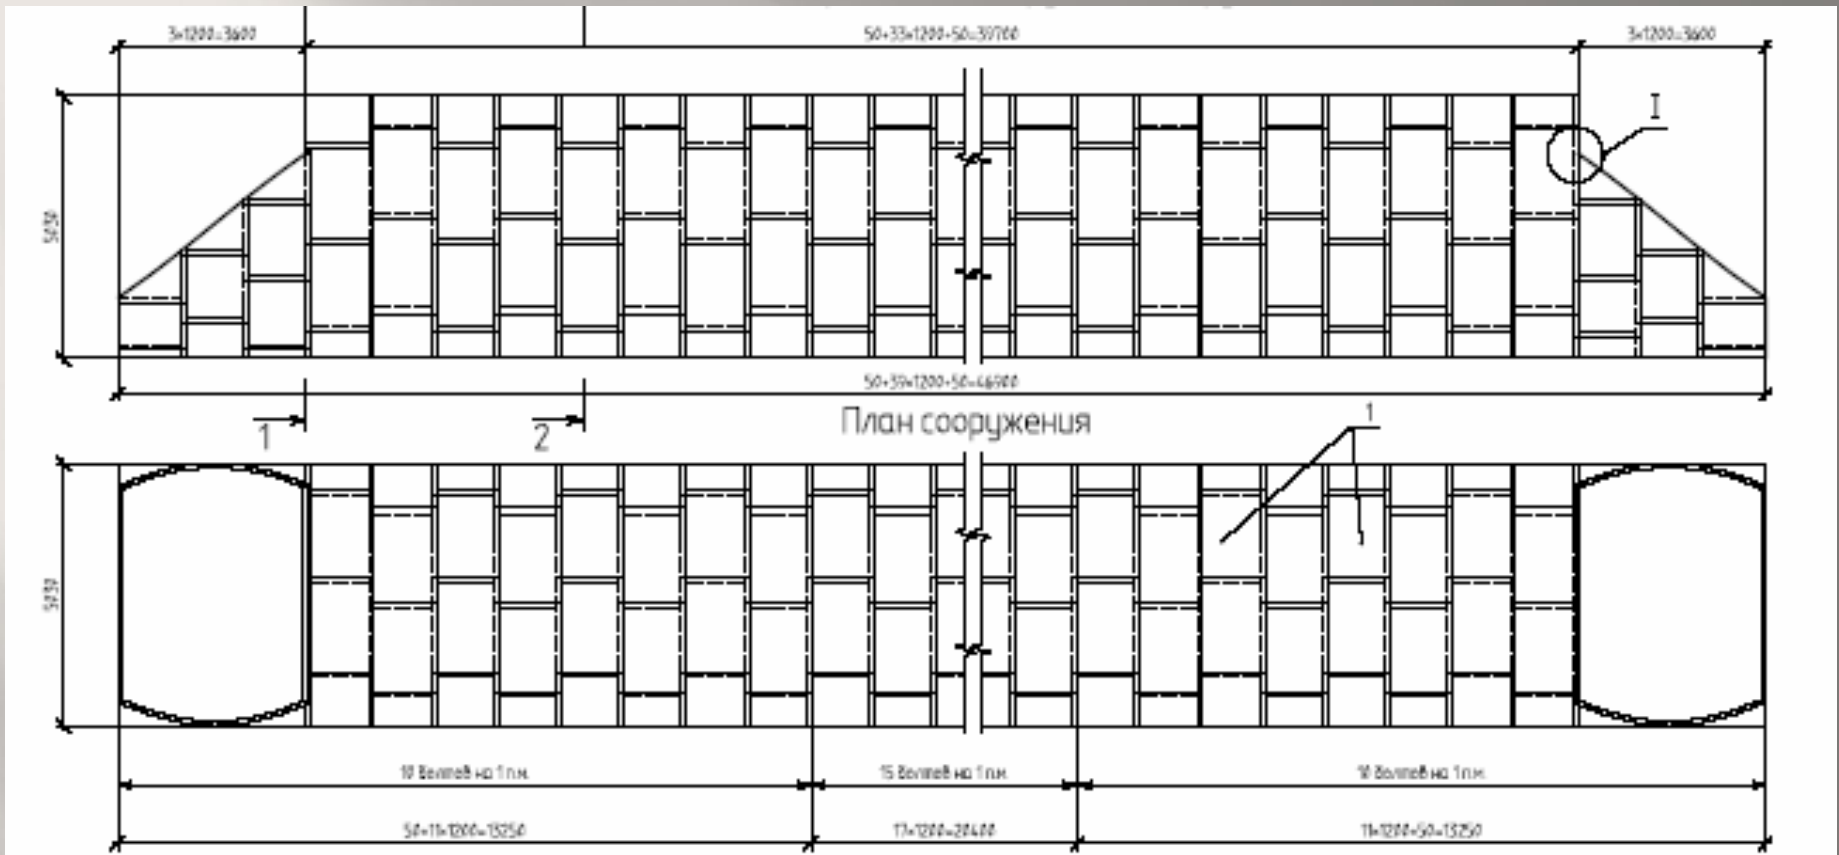 3×1200=3600
50+33×1200+50=39700
3×1200=3600
I
5030
50+39×1200+50=46900
1
2
План сооружения
1
5030
10 болтов на 1 п.м.
15 болтов на 1 п.м.
10 болтов на 1 п.м.
50+11×1200=13250
17×1200=20400
11×1200+50=13250